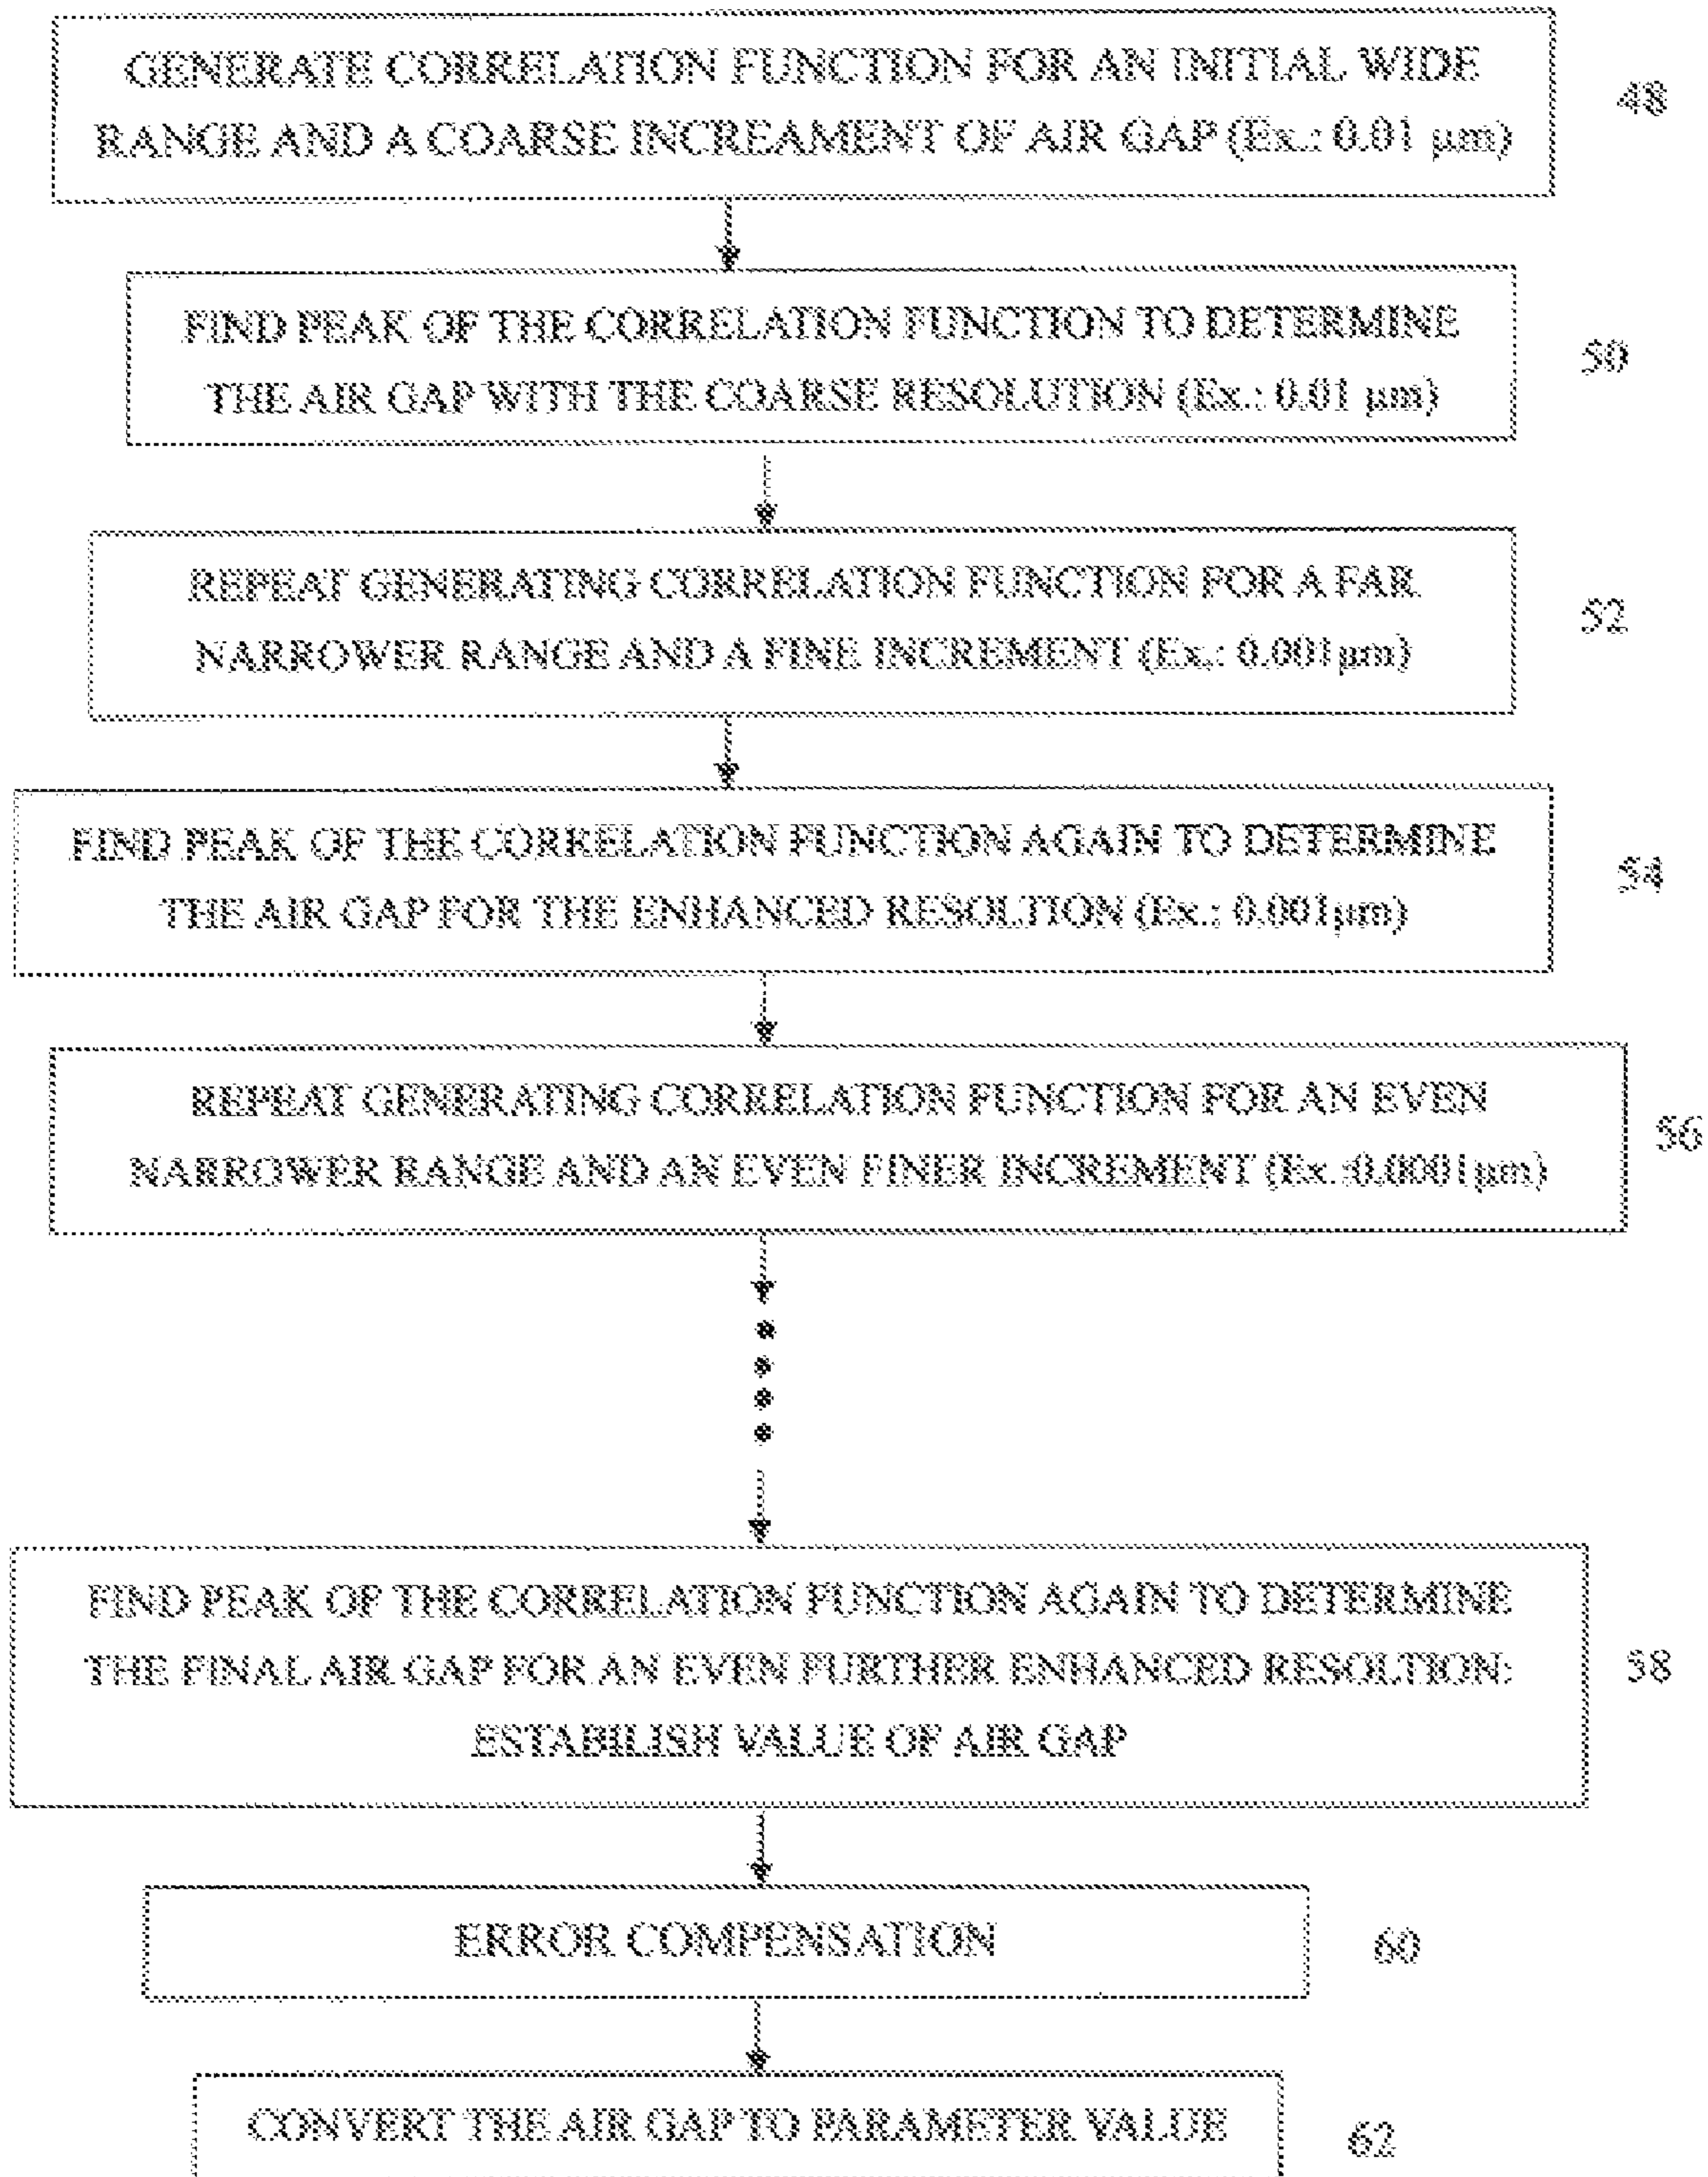 GENERATE CORRELATION FUNCTION FOR AN INITIAL WIDE
RANGE AND A COARSE INCREAMENT OF AIR GAP (Ex.: 0.01 μm)
48
FIND PEAK OF THE CORRELATION FUNCTION TO DETERMINE
THE AIR GAP WITH THE COARSE RESOLUTION (Ex.: 0.01 μm)
50
REPEAT GENERATING CORRELATION FUNCTION FOR A FAR
NARROWER RANGE AND A FINE INCREMENT (Ex.: 0.001μm)
52
FIND PEAK OF THE CORRELATION FUNCTION AGAIN TO DETERMINE
THE AIR GAP FOR THE ENHANCED RESOLTION (Ex.: 0.001μm)
54
REPEAT GENERATING CORRELATION FUNCTION FOR AN EVEN
NARROWER RANGE AND AN EVEN FINER INCREMENT (Ex.:0.0001μm)
56
FIND PEAK OF THE CORRELATION FUNCTION AGAIN TO DETERMINE
THE FINAL AIR GAP FOR AN EVEN FURTHER ENHANCED RESOLTION:
ESTABILISH VALUE OF AIR GAP
58
ERROR COMPENSATION
60
CONVERT THE AIR GAP TO PARAMETER VALUE
62